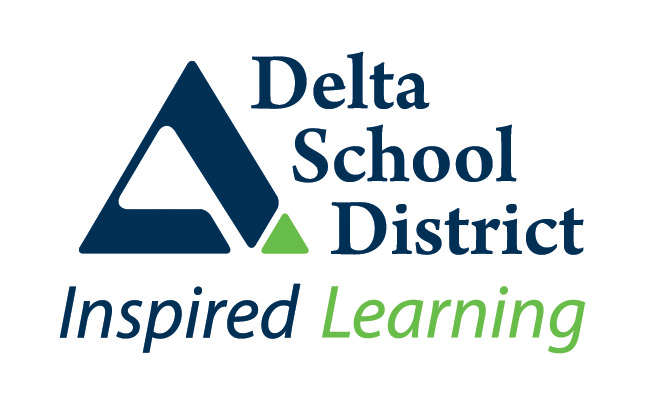 Delta
School
District
Inspired Learning